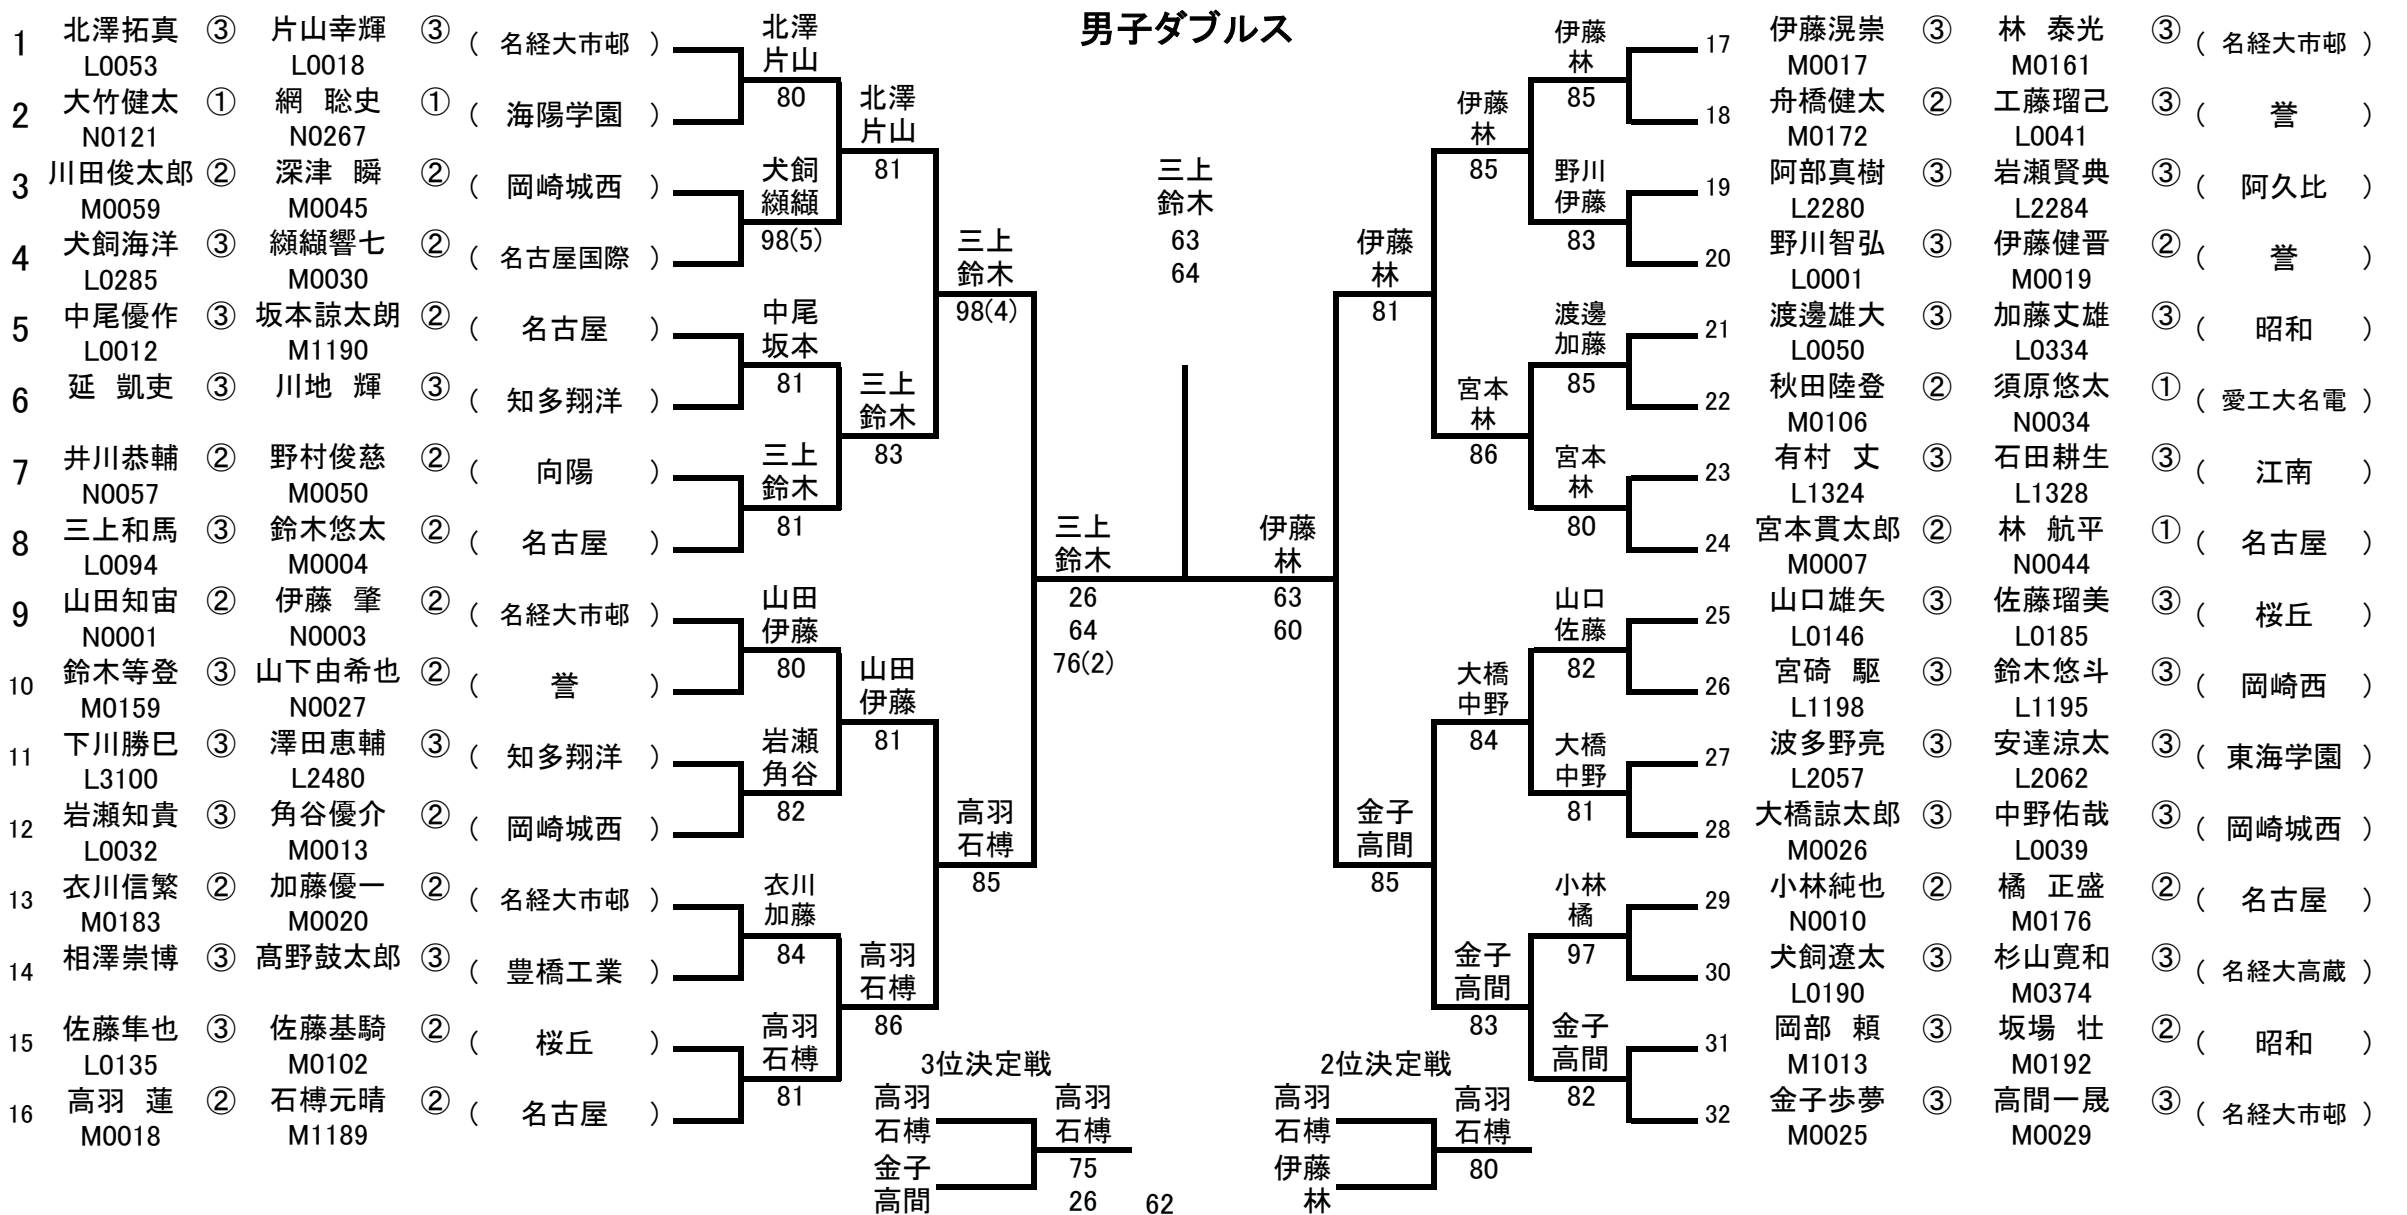 男子ダブルス
1 北澤拓真 ③ 片山幸輝 ③ ( 名経大市邨 )
L0053 L0018
2 大竹健太 ① 網 聡史 ① ( 海陽学園 )
N0121 N0267
3 川田俊太郎 ② 深津 瞬 ② ( 岡崎城西 )
M0059 M0045
4 犬飼海洋 ③ 纐纈響七 ② ( 名古屋国際 )
L0285 M0030
5 中尾優作 ③ 坂本諒太朗 ② ( 名古屋 )
L0012 M1190
6 延 凱吏 ③ 川地 輝 ③ ( 知多翔洋 )
7 井川恭輔 ② 野村俊慈 ② ( 向陽 )
N0057 M0050
8 三上和馬 ③ 鈴木悠太 ② ( 名古屋 )
L0094 M0004
9 山田知宙 ② 伊藤 肇 ② ( 名経大市邨 )
N0001 N0003
10 鈴木等登 ③ 山下由希也 ② ( 誉 )
M0159 N0027
11 下川勝巳 ③ 澤田恵輔 ③ ( 知多翔洋 )
L3100 L2480
12 岩瀬知貴 ③ 角谷優介 ② ( 岡崎城西 )
L0032 M0013
13 衣川信繁 ② 加藤優一 ② ( 名経大市邨 )
M0183 M0020
14 相澤崇博 ③ 髙野鼓太郎 ③ ( 豊橋工業 )
15 佐藤隼也 ③ 佐藤基騎 ② ( 桜丘 )
L0135 M0102
16 高羽 蓮 ② 石榑元晴 ② ( 名古屋 )
M0018 M1189
北澤
片山
80
犬飼
纐纈
98(5)
中尾
坂本
81
三上
鈴木
81
山田
伊藤
80
岩瀬
角谷
82
衣川
加藤
84
高羽
石榑
81
北澤
片山
81
三上
鈴木
83
山田
伊藤
81
高羽
石榑
86
三上
鈴木
98(4)
高羽
石榑
85
三上
鈴木
26
64
76(2)
三上
鈴木
63
64
伊藤
林
63
60
伊藤
林
81
金子
高間
85
伊藤
林
85
宮本
林
86
大橋
中野
84
金子
高間
83
伊藤
林
85
野川
伊藤
83
渡邊
加藤
85
宮本
林
80
山口
佐藤
82
大橋
中野
81
小林
橘
97
金子
高間
82
17 伊藤滉崇 ③ 林 泰光 ③ ( 名経大市邨 )
M0017 M0161
18 舟橋健太 ② 工藤瑠己 ③ ( 誉 )
M0172 L0041
19 阿部真樹 ③ 岩瀬賢典 ③ ( 阿久比 )
L2280 L2284
20 野川智弘 ③ 伊藤健晋 ② ( 誉 )
L0001 M0019
21 渡邊雄大 ③ 加藤丈雄 ③ ( 昭和 )
L0050 L0334
22 秋田陸登 ② 須原悠太 ① ( 愛工大名電 )
M0106 N0034
23 有村 丈 ③ 石田耕生 ③ ( 江南 )
L1324 L1328
24 宮本貫太郎 ② 林 航平 ① ( 名古屋 )
M0007 N0044
25 山口雄矢 ③ 佐藤瑠美 ③ ( 桜丘 )
L0146 L0185
26 宮碕 駆 ③ 鈴木悠斗 ③ ( 岡崎西 )
L1198 L1195
27 波多野亮 ③ 安達涼太 ③ ( 東海学園 )
L2057 L2062
28 大橋諒太郎 ③ 中野佑哉 ③ ( 岡崎城西 )
M0026 L0039
29 小林純也 ② 橘 正盛 ② ( 名古屋 )
N0010 M0176
30 犬飼遼太 ③ 杉山寛和 ③ ( 名経大高蔵 )
L0190 M0374
31 岡部 頼 ③ 坂場 壮 ② ( 昭和 )
M1013 M0192
32 金子歩夢 ③ 高間一晟 ③ ( 名経大市邨 )
M0025 M0029
3位決定戦
高羽
石榑
金子
高間
高羽
石榑
75
26 62
2位決定戦
高羽
石榑
伊藤
林
高羽
石榑
80